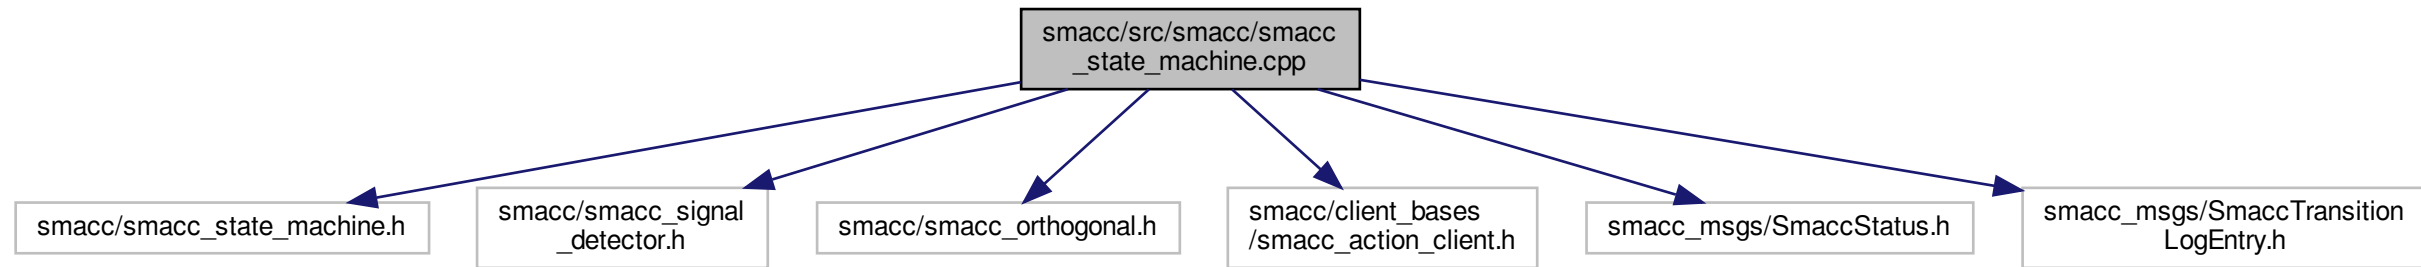 smacc/src/smacc/smacc
_state_machine.cpp
smacc/smacc_state_machine.h
smacc/smacc_signal
_detector.h
smacc/smacc_orthogonal.h
smacc/client_bases
/smacc_action_client.h
smacc_msgs/SmaccStatus.h
smacc_msgs/SmaccTransition
LogEntry.h